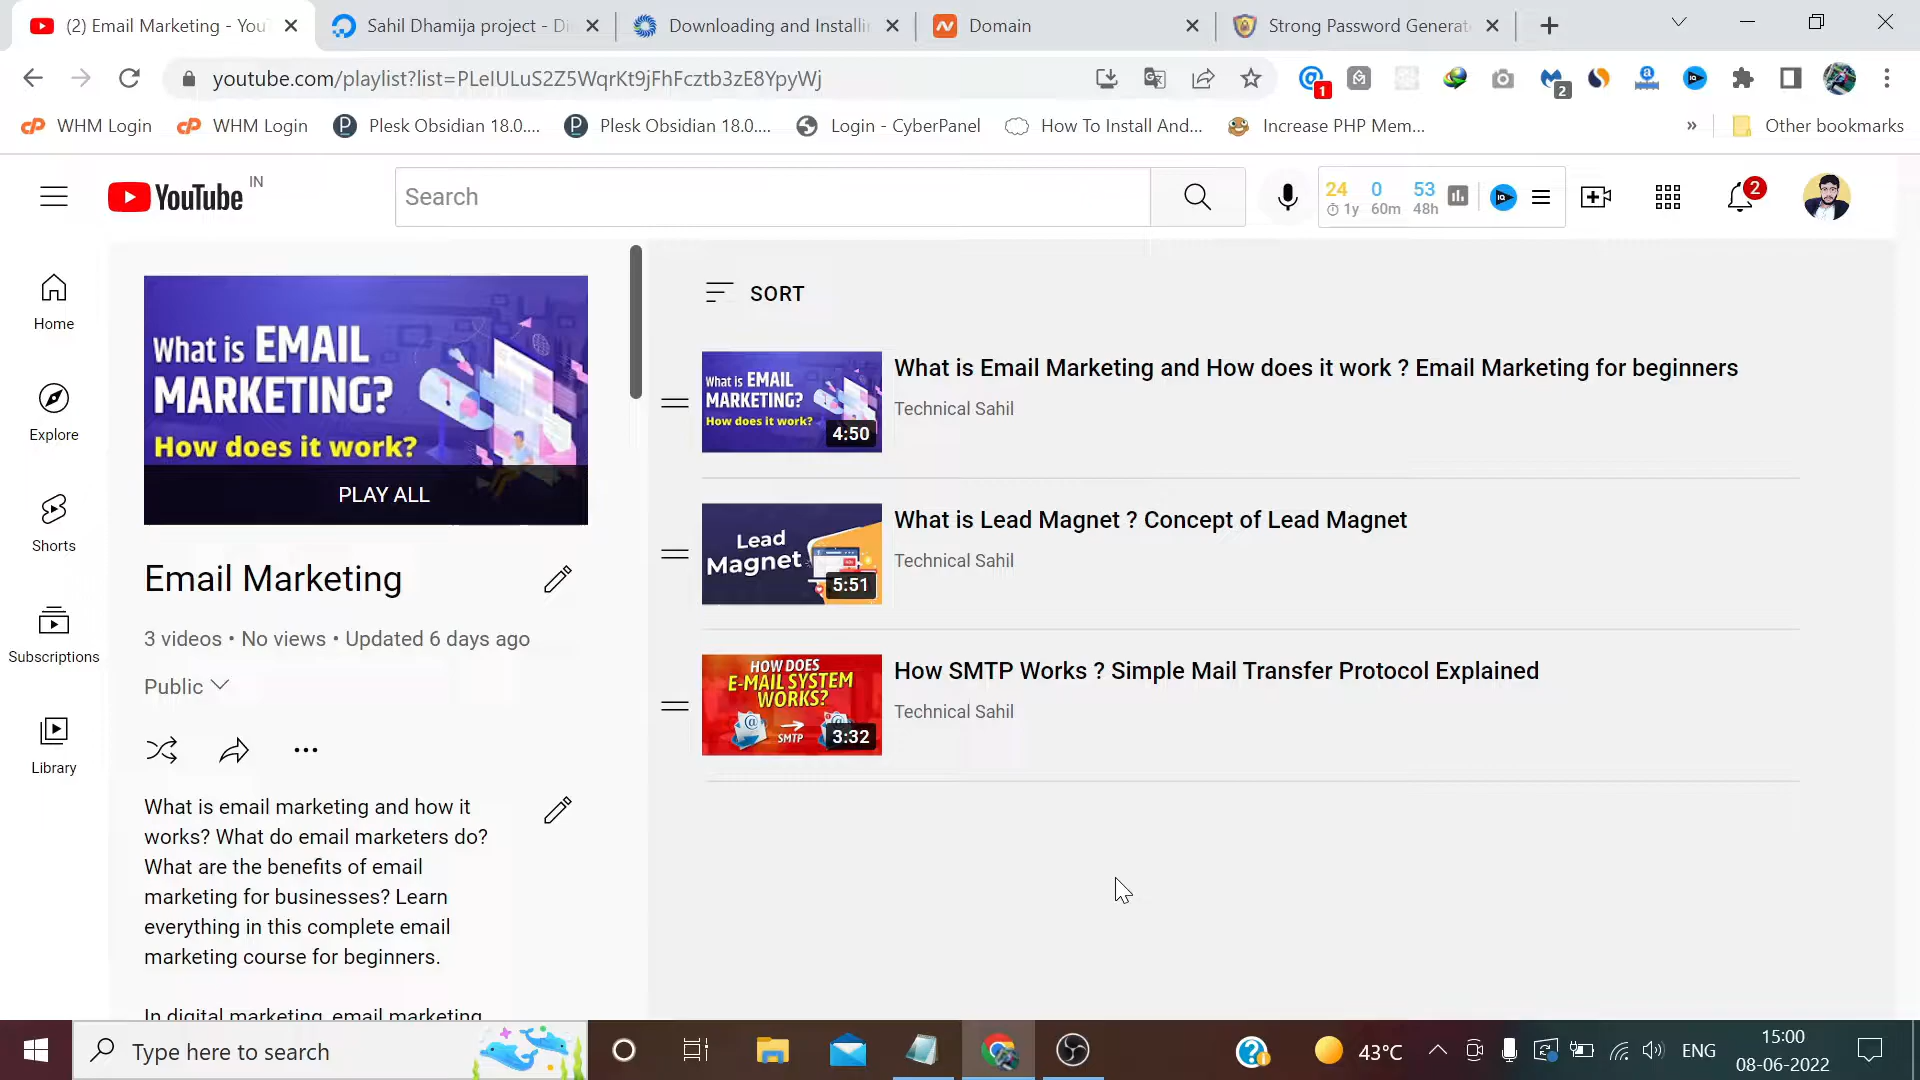 (2) Email Marketing - You
Sahil Dhamija project - Di
Downloading and Installi
Domain
Strong Password Generat
youtube.com/playlist?list=PLeIULuS2Z5WqrKt9jFhFcztb3zE8YpyWj
1
2
WHM Login
WHM Login
Plesk Obsidian 18.0....
Plesk Obsidian 18.0....
Login - CyberPanel
How To Install And...
Increase PHP Mem...
»
Other bookmarks
YouTube IN
Search
24 0 53
1y 60m 48h
2
Home
Explore
Shorts
Subscriptions
Library
What is EMAIL
MARKETING?
How does it work?
PLAY ALL
Email Marketing
3 videos • No views • Updated 6 days ago
Public
What is email marketing and how it
works? What do email marketers do?
What are the benefits of email
marketing for businesses? Learn
everything in this complete email
marketing course for beginners.
In digital marketing, email marketing
SORT
What is EMAIL
MARKETING?
How does it work?
4:50
What is Email Marketing and How does it work ? Email Marketing for beginners
Technical Sahil
Lead
Magnet
5:51
What is Lead Magnet ? Concept of Lead Magnet
Technical Sahil
HOW DOES
E-MAIL SYSTEM
WORKS?
SMTP
3:32
How SMTP Works ? Simple Mail Transfer Protocol Explained
Technical Sahil
Type here to search
43°C
ENG
15:00
08-06-2022